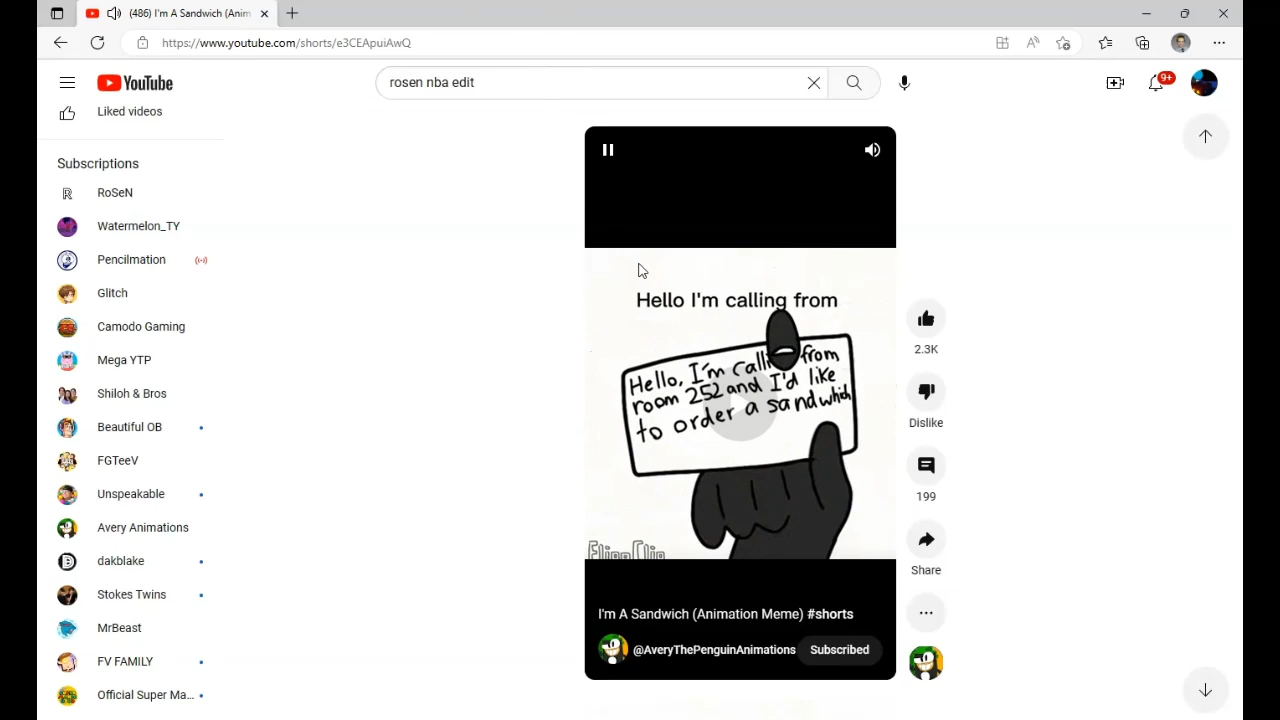 (486) I'm A Sandwich (Anim
https://www.youtube.com/shorts/e3CEApuiAwQ
YouTube
rosen nba edit
9+
Liked videos
Subscriptions
RoSeN
Watermelon_TY
Pencilmation
Glitch
Camodo Gaming
Mega YTP
Shiloh & Bros
Beautiful OB
FGTeeV
Unspeakable
Avery Animations
dakblake
Stokes Twins
MrBeast
FV FAMILY
Official Super Ma...
Hello I'm calling from
Hello, I'm calli from
room 252 and I'd like
to order a sandwhich
FlipaClip
I'm A Sandwich (Animation Meme) #shorts
@AveryThePenguinAnimations Subscribed
2.3K
Dislike
199
Share